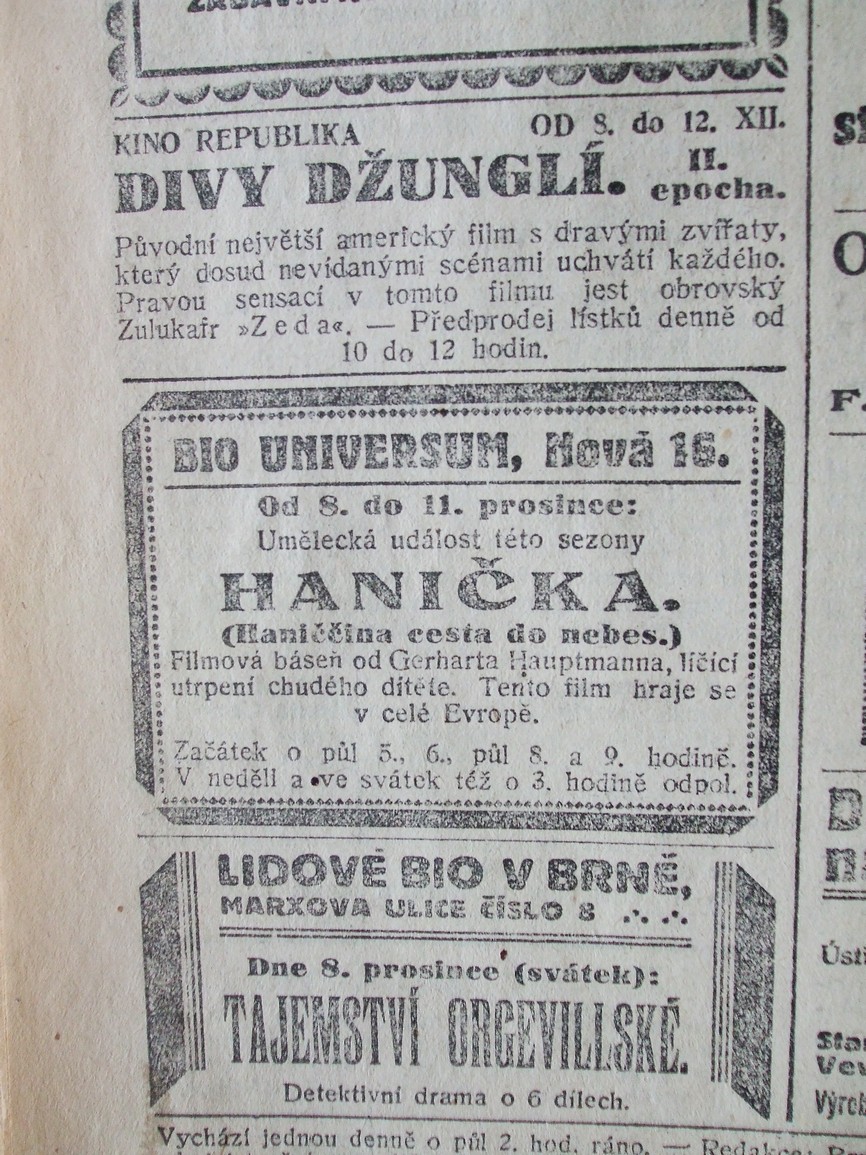 KINO REPUBLIKA OD 8. do 12. XII.
DIVY DŽUNGLÍ. II. epocha.
Původní největší americký film s dravými zvířaty,
který dosud nevídanými scénami uchvátí každého.
Pravou sensací v tomto filmu jest obrovský
Zulukafr »Zeda«. — Předprodej lístků denně od
10 do 12 hodin.
BIO UNIVERSUM, Nová 16.
Od 8. do 11. prosince:
Umělecká událost této sezony
HANIČKA.
(Haniččina cesta do nebes.)
Filmová báseň od Gerharta Hauptmanna, líčící
utrpení chudého dítěte. Tento film hraje se
v celé Evropě.
Začátek o půl 5., 6., půl 8. a 9. hodině.
V neděli a ve svátek též o 3. hodině odpol.
LIDOVÉ BIO V BRNĚ,
MARXOVA ULICE ČÍSLO 8
Dne 8. prosince (svátek):
TAJEMSTVÍ ORGEVILLSKÉ.
Detektivní drama o 6 dílech.
Vychází jednou denně o půl 2. hod. ráno. — Redakce: